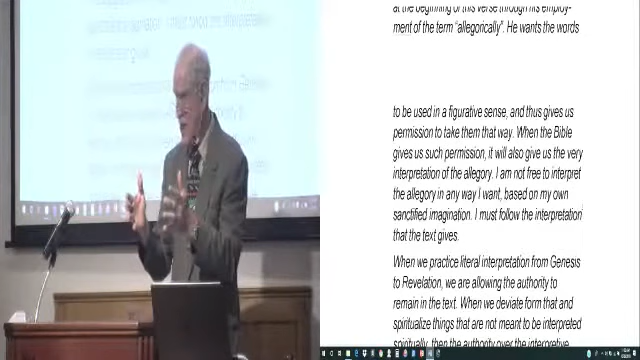 at the beginning of this verse through his employ-
ment of the term “allegorically”. He wants the words
to be used in a figurative sense, and thus gives us
permission to take them that way. When the Bible
gives us such permission, it will also give us the very
interpretation of the allegory. I am not free to interpret
the allegory in any way I want, based on my own
sanctified imagination. I must follow the interpretation
that the text gives.
When we practice literal interpretation from Genesis
to Revelation, we are allowing the authority to
remain in the text. When we deviate form that and
spiritualize things that are not meant to be interpreted
spiritually, then the authority over the interpretive